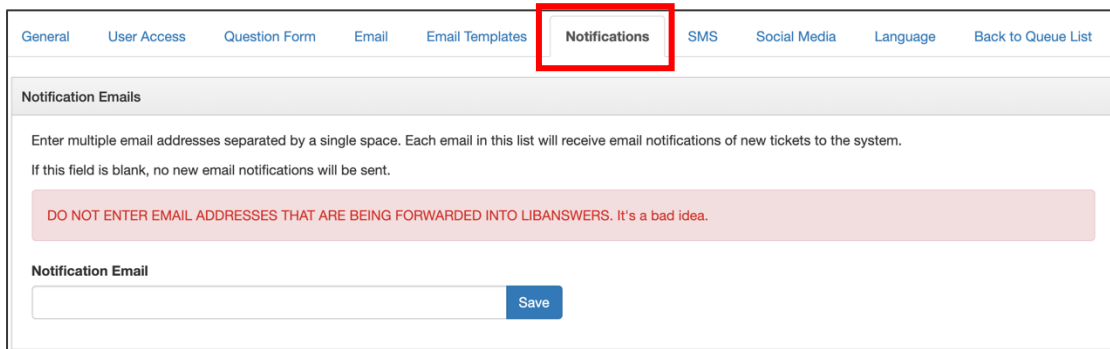 General User Access Question Form Email Email Templates Notifications SMS Social Media Language Back to Queue List
Notification Emails
Enter multiple email addresses separated by a single space. Each email in this list will receive email notifications of new tickets to the system.
If this field is blank, no new email notifications will be sent.
DO NOT ENTER EMAIL ADDRESSES THAT ARE BEING FORWARDED INTO LIBANSWERS. It's a bad idea.
Notification Email
Save